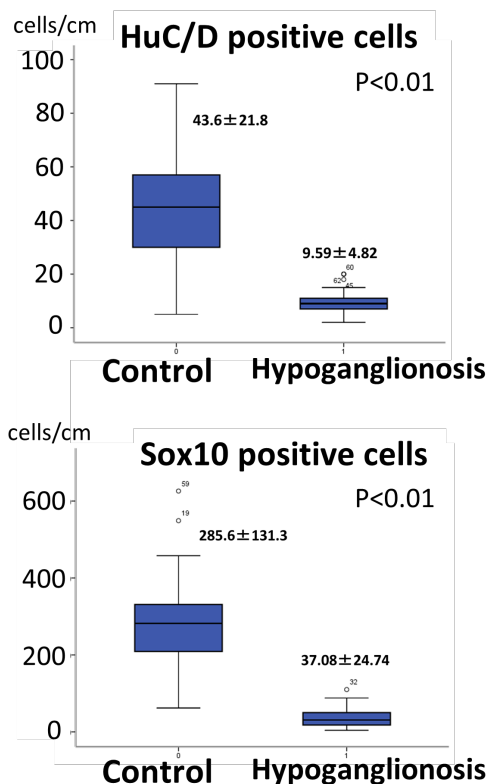 cells/cm
HuC/D positive cells
100
P<0.01
80
43.6±21.8
60
40
9.59±4.82
60
20
62
45
0
0
1
Control
Hypoganglionosis
cells/cm
Sox10 positive cells
59
600
P<0.01
19
285.6±131.3
400
200
37.08±24.74
32
0
0
1
Control
Hypoganglionosis